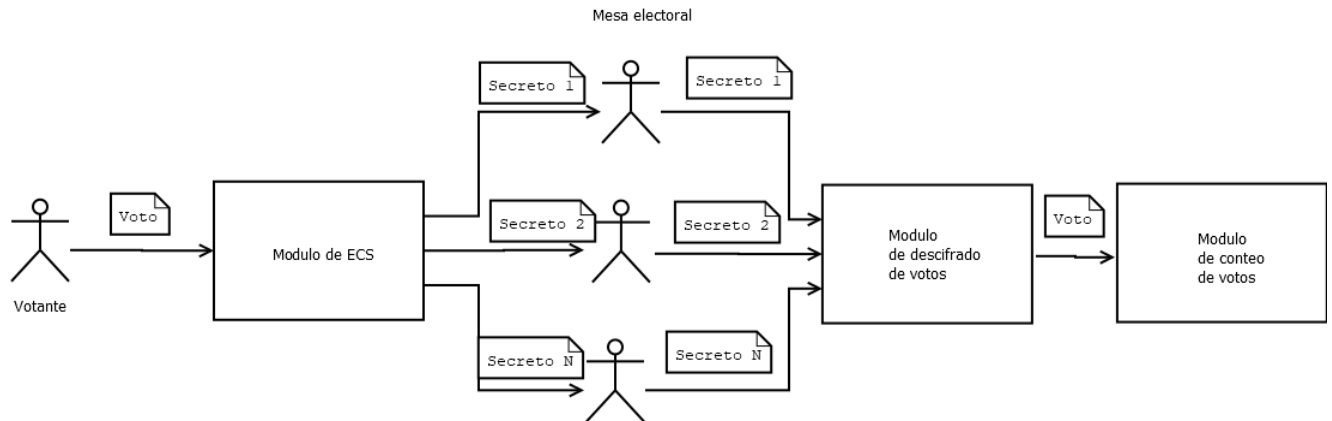 Mesa electoral
Secreto 1
Secreto 1
Voto
Votante
Modulo de ECS
Secreto 2
Secreto 2
Secreto N
Secreto N
Modulo
de descifrado
de votos
Voto
Modulo
de conteo
de votos